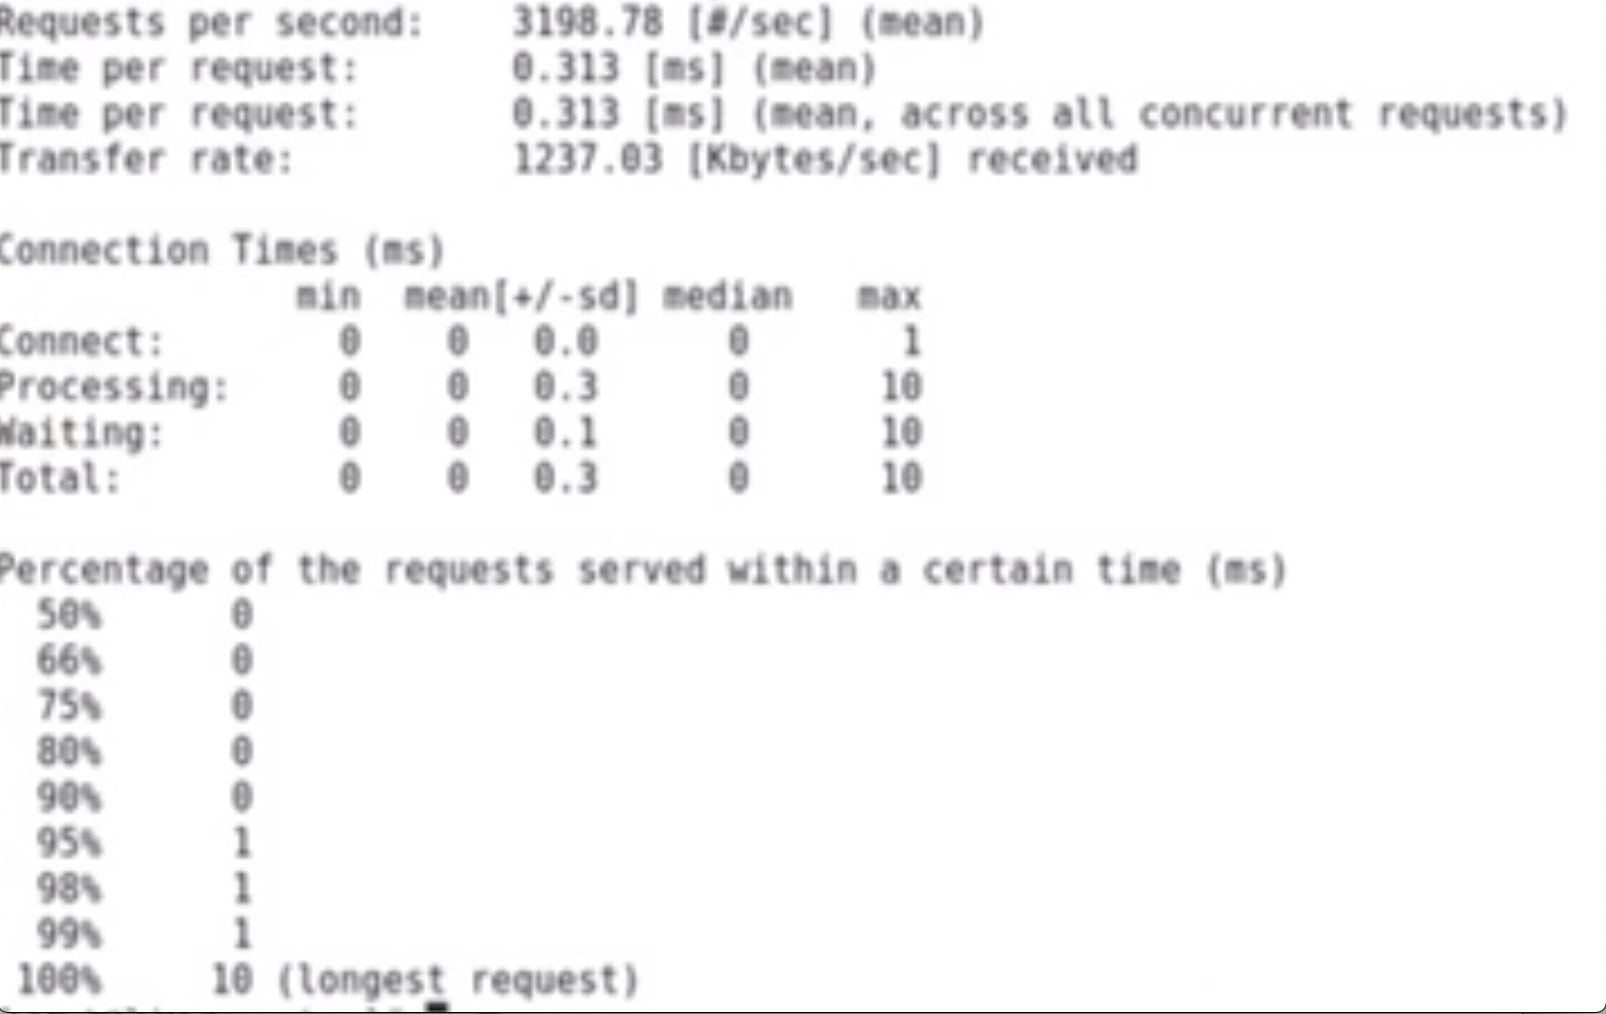 Requests per second:    3198.78 [#/sec] (mean)
Time per request:       0.313 [ms] (mean)
Time per request:       0.313 [ms] (mean, across all concurrent requests)
Transfer rate:          1237.03 [Kbytes/sec] received

Connection Times (ms)
              min  mean[+/-sd] median   max
Connect:        0    0   0.0      0       1
Processing:     0    0   0.3      0      10
Waiting:        0    0   0.1      0      10
Total:          0    0   0.3      0      10

Percentage of the requests served within a certain time (ms)
  50%      0
  66%      0
  75%      0
  80%      0
  90%      0
  95%      1
  98%      1
  99%      1
 100%     10 (longest request)